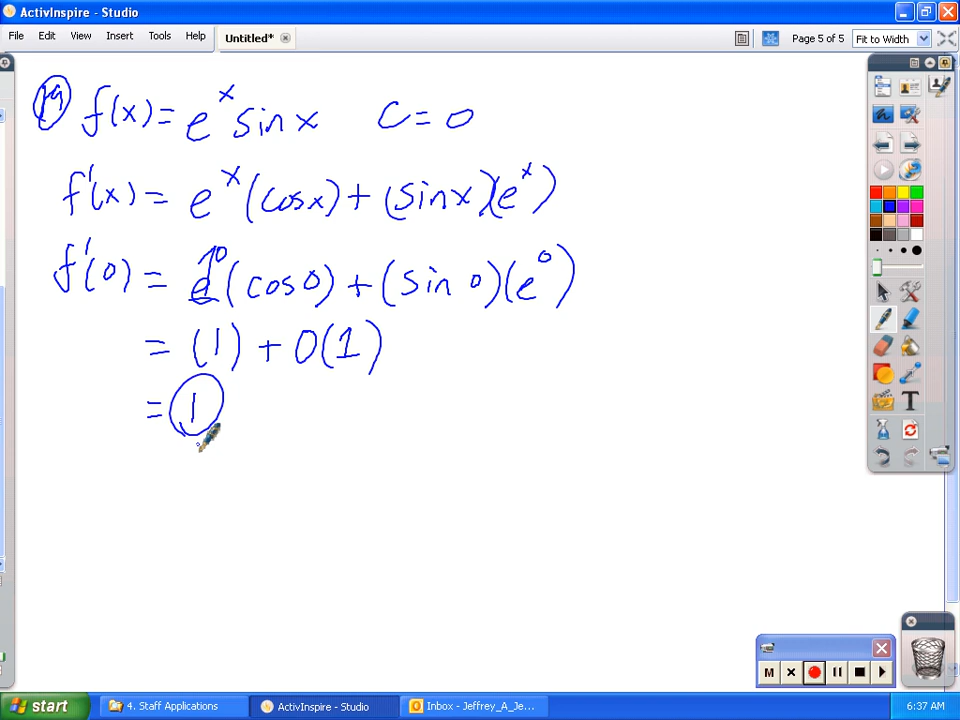 ActivInspire - Studio
File Edit View Insert Tools Help Untitled* Page 5 of 5 Fit to Width
19 f(x) = e^x sin x C = 0
f'(x) = e^x (cos x) + (sin x)(e^x)
f'(0) = e^0 (cos 0) + (sin 0)(e^0)
= (1) + 0(1)
= 1
M
start 4. Staff Applications ActivInspire - Studio Inbox - Jeffrey_A_Je... 6:37 AM